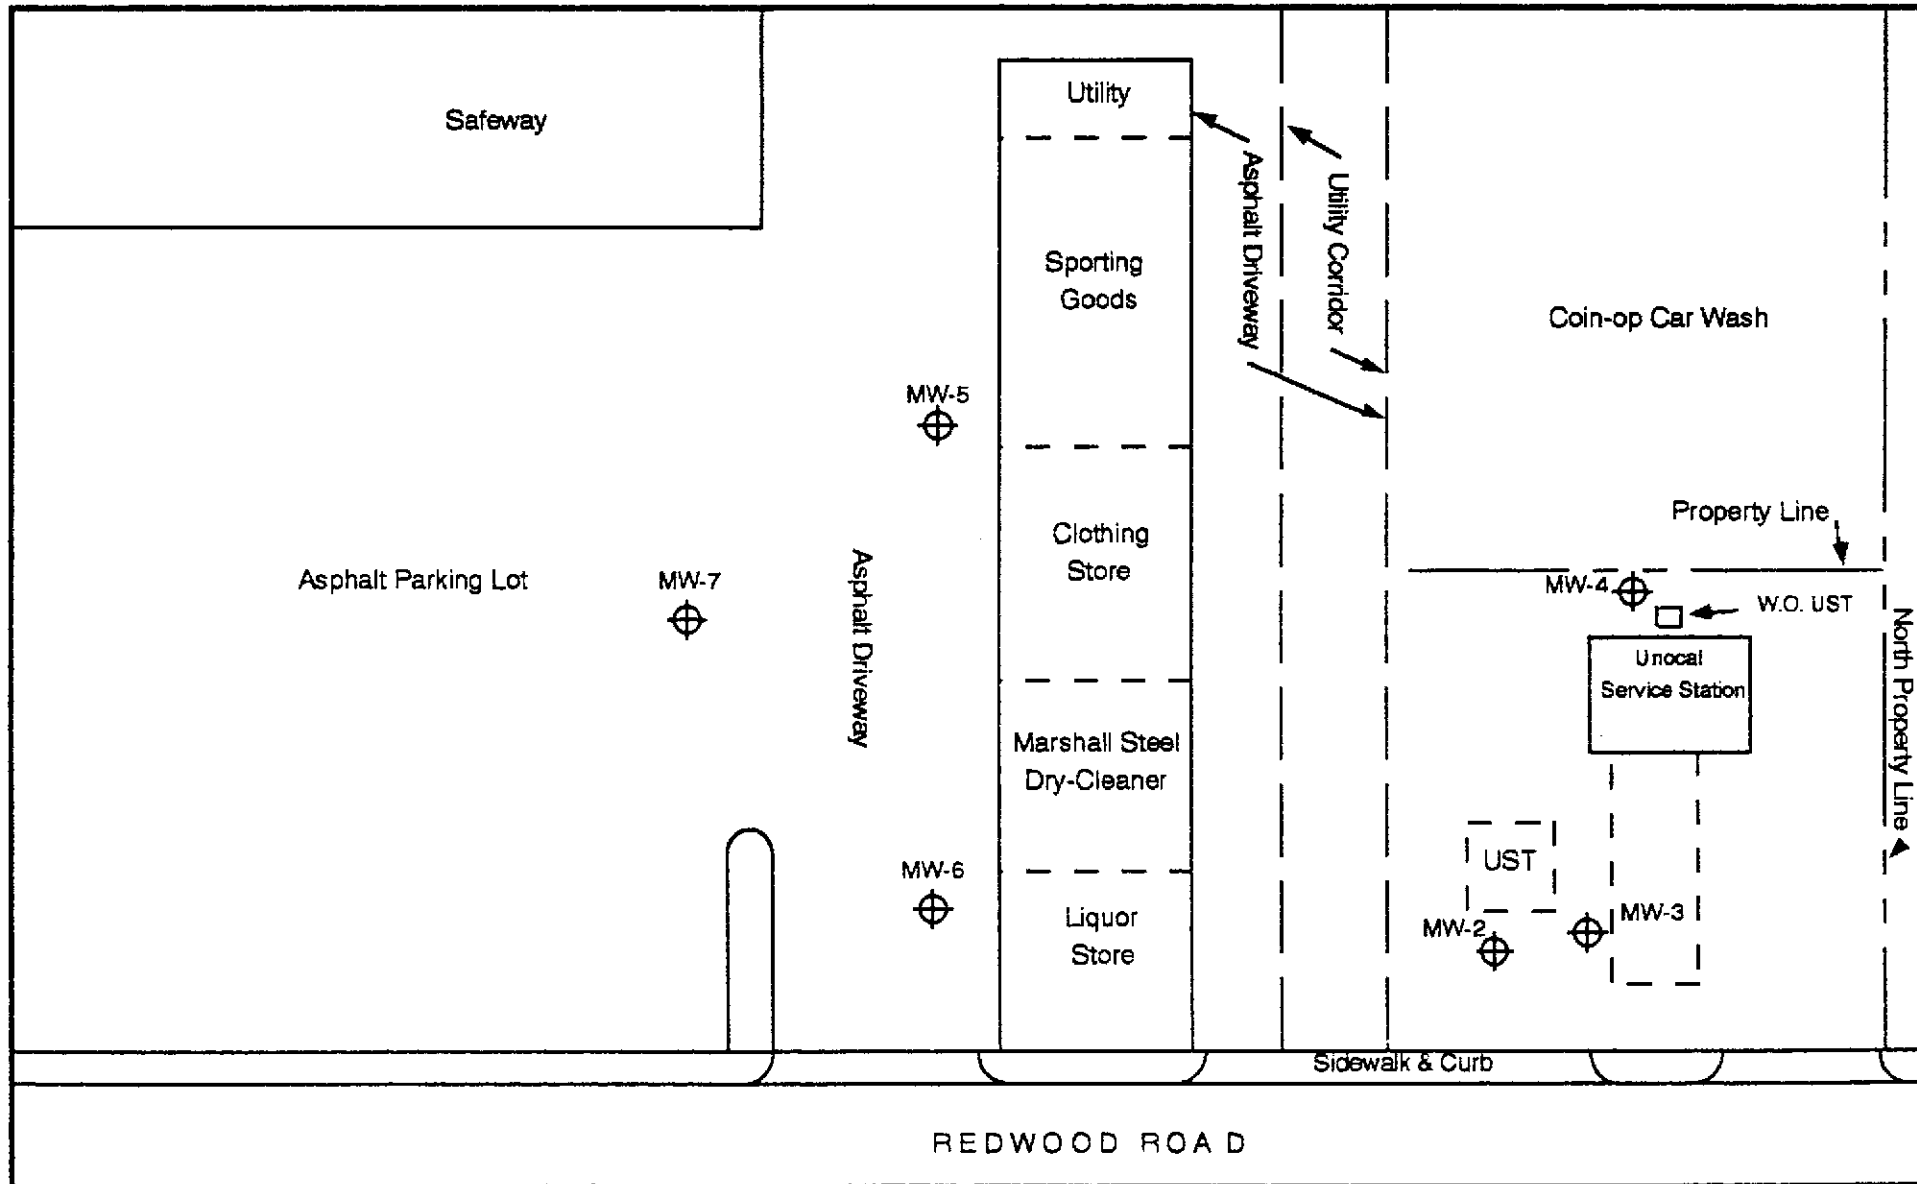 Safeway
Utility
Sporting
Goods
Asphalt Driveway
Utility Corridor
Coin-op Car Wash
MW-5
Clothing
Store
Property Line
Asphalt Parking Lot
MW-7
Asphalt Driveway
MW-4
W.O. UST
Unocal
Service Station
North Property Line
Marshall Steel
Dry-Cleaner
UST
MW-6
Liquor
Store
MW-2
MW-3
Sidewalk & Curb
REDWOOD ROAD